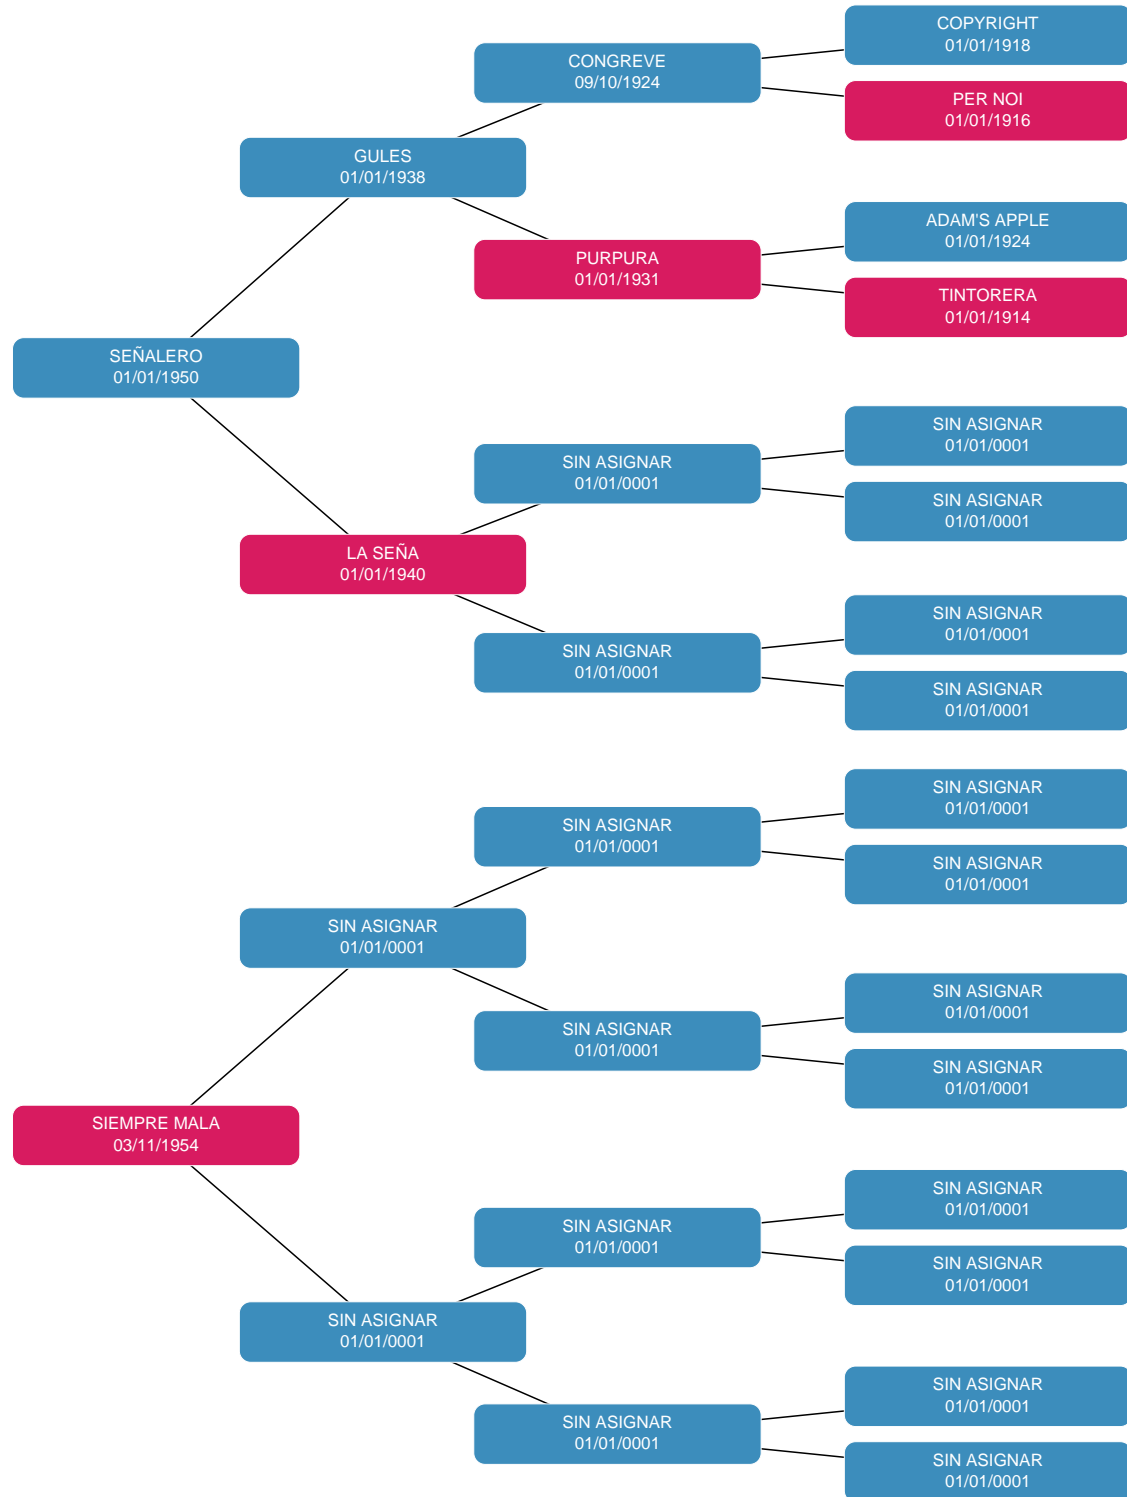 COPYRIGHT
01/01/1918
CONGREVE
09/10/1924
PER NOI
01/01/1916
GULES
01/01/1938
ADAM'S APPLE
01/01/1924
PURPURA
01/01/1931
TINTORERA
01/01/1914
SEÑALERO
01/01/1950
SIN ASIGNAR
01/01/0001
SIN ASIGNAR
01/01/0001
SIN ASIGNAR
01/01/0001
LA SEÑA
01/01/1940
SIN ASIGNAR
01/01/0001
SIN ASIGNAR
01/01/0001
SIN ASIGNAR
01/01/0001
SIN ASIGNAR
01/01/0001
SIN ASIGNAR
01/01/0001
SIN ASIGNAR
01/01/0001
SIN ASIGNAR
01/01/0001
SIN ASIGNAR
01/01/0001
SIN ASIGNAR
01/01/0001
SIN ASIGNAR
01/01/0001
SIEMPRE MALA
03/11/1954
SIN ASIGNAR
01/01/0001
SIN ASIGNAR
01/01/0001
SIN ASIGNAR
01/01/0001
SIN ASIGNAR
01/01/0001
SIN ASIGNAR
01/01/0001
SIN ASIGNAR
01/01/0001
SIN ASIGNAR
01/01/0001